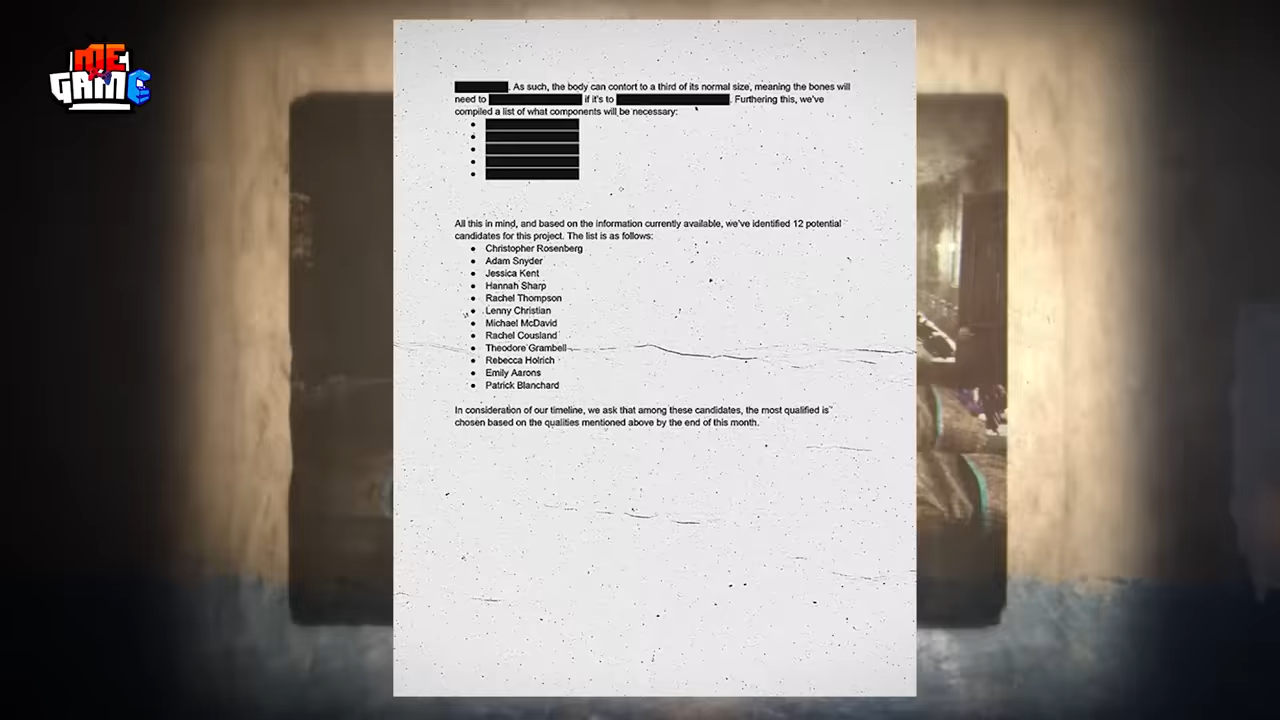 ME
GAME
. As such, the body can contort to a third of its normal size, meaning the bones will
need to if it's to . Furthering this, we've
compiled a list of what components will be necessary:
All this in mind, and based on the information currently available, we've identified 12 potential
candidates for this project. The list is as follows:
• Christopher Rosenberg
• Adam Snyder
• Jessica Kent
• Hannah Sharp
• Rachel Thompson
• Lenny Christian
• Michael McDavid
• Rachel Cousland
• Theodore Grambell
• Rebecca Holrich
• Emily Aarons
• Patrick Blanchard
In consideration of our timeline, we ask that among these candidates, the most qualified is
chosen based on the qualities mentioned above by the end of this month.